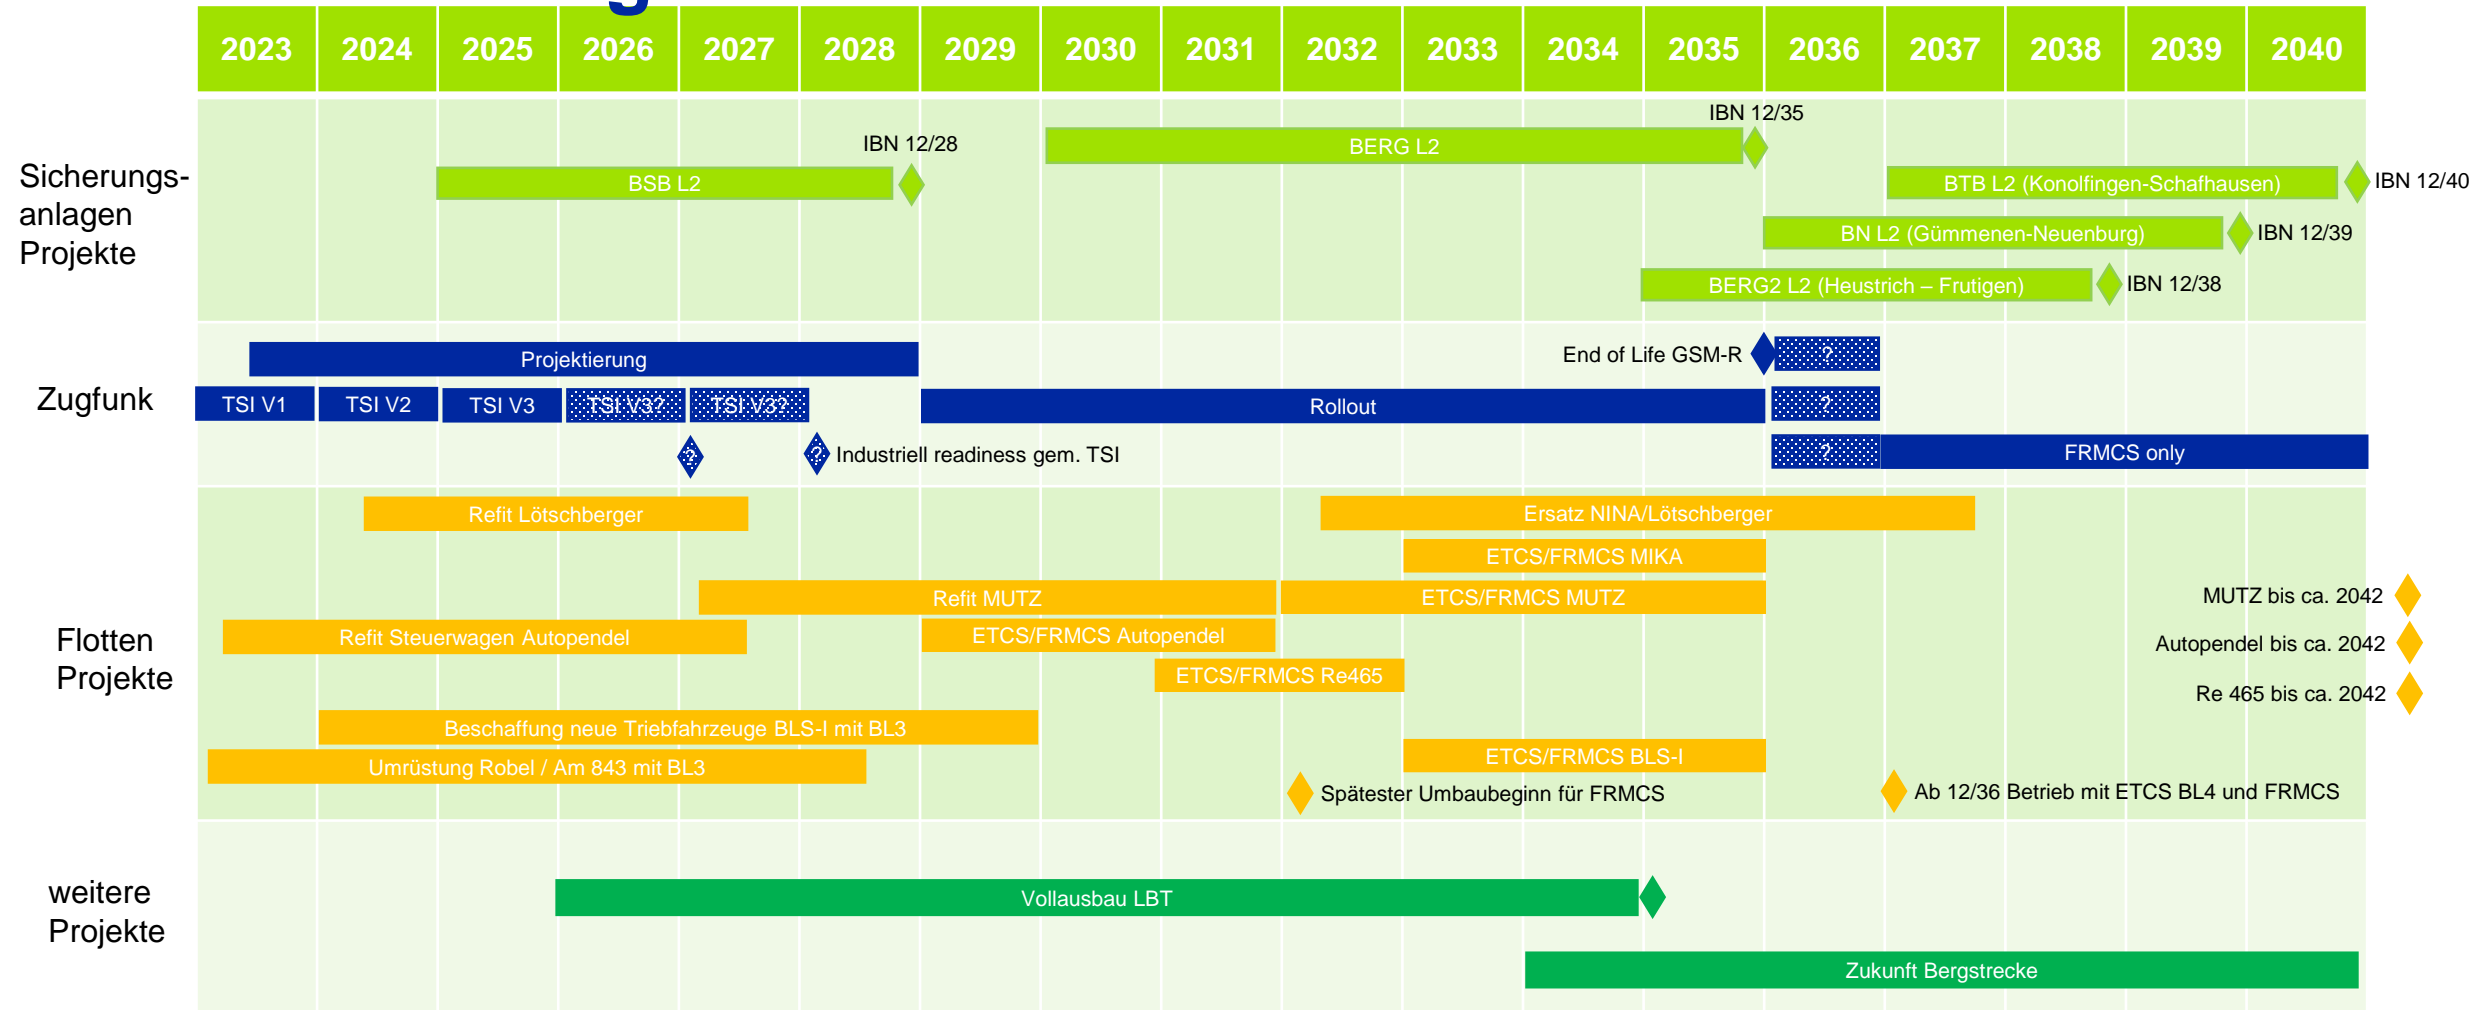 2023 2024 2025 2026 2027 2028 2029 2030 2031 2032 2033 2034 2035 2036 2037 2038 2039 2040
Sicherungs-
anlagen
Projekte
IBN 12/35
IBN 12/28
BERG L2
BSB L2
BTB L2 (Konolfingen-Schafhausen)
IBN 12/40
BN L2 (Gümmenen-Neuenburg)
IBN 12/39
BERG2 L2 (Heustrich – Frutigen)
IBN 12/38
Zugfunk
Projektierung
End of Life GSM-R
?
TSI V1
TSI V2
TSI V3
TSI V3?
TSI V3?
Rollout
?
?
?
Industriell readiness gem. TSI
?
FRMCS only
Flotten
Projekte
Refit Lötschberger
Ersatz NINA/Lötschberger
ETCS/FRMCS MIKA
Refit MUTZ
ETCS/FRMCS MUTZ
MUTZ bis ca. 2042
Refit Steuerwagen Autopendel
ETCS/FRMCS Autopendel
Autopendel bis ca. 2042
ETCS/FRMCS Re465
Re 465 bis ca. 2042
Beschaffung neue Triebfahrzeuge BLS-I mit BL3
Umrüstung Robel / Am 843 mit BL3
ETCS/FRMCS BLS-I
Spätester Umbaubeginn für FRMCS
Ab 12/36 Betrieb mit ETCS BL4 und FRMCS
weitere
Projekte
Vollausbau LBT
Zukunft Bergstrecke